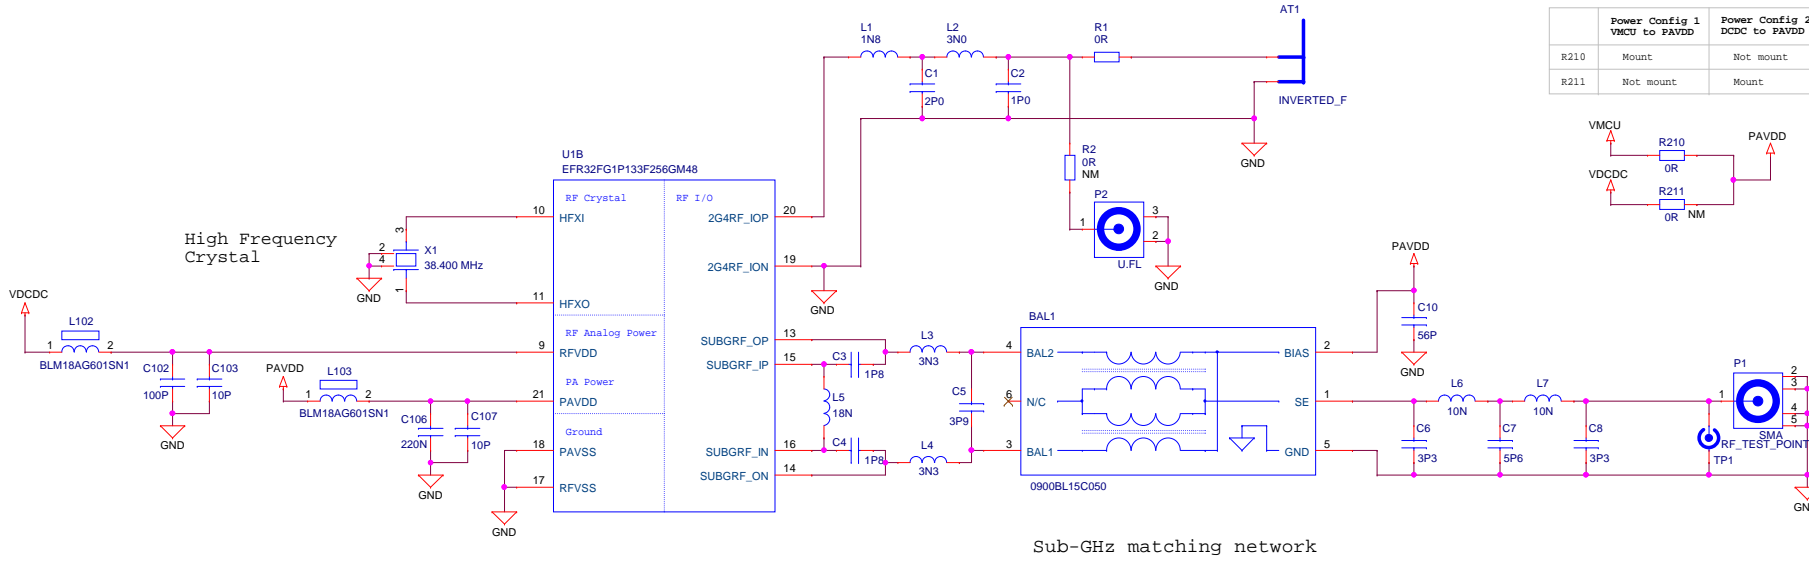 AT1
Power Config 1 Power Config 2
VMCU to PAVDD DCDC to PAVDD
R210 Mount Not mount
R211 Not mount Mount
L1
1N8
L2
3N0
R1
0R
C1
2P0
C2
1P0
INVERTED_F
GND
R2
0R
NM
P2
1
3
2
U.FL
GND
VMCU
R210
0R
PAVDD
VDCDC
R211
0R
NM
U1B
EFR32FG1P133F256GM48
RF Crystal
RF I/O
10 HFXI
2G4RF_IOP 20
High Frequency
Crystal
3
2
4
1
X1
38.400 MHz
GND
2G4RF_ION 19
GND
11 HFXO
VDCDC
L102
1 2
BLM18AG601SN1
C102
100P
C103
10P
GND
RF Analog Power
9 RFVDD
PAVDD
L103
1 2
BLM18AG601SN1
PA Power
21 PAVDD
C106
220N
C107
10P
GND
Ground
18 PAVSS
17 RFVSS
GND
SUBGRF_OP 13
SUBGRF_IP 15
SUBGRF_IN 16
SUBGRF_ON 14
C3
1P8
L5
18N
C4
1P8
L3
3N3
L4
3N3
C5
3P9
BAL1
4 BAL2
6 N/C
3 BAL1
BIAS 2
SE 1
GND 5
0900BL15C050
PAVDD
C10
56P
GND
L6
10N
L7
10N
C6
3P3
C7
5P6
C8
3P3
P1
1
2
3
4
5
SMA
RF_TEST_POINT
TP1
Sub-GHz matching network